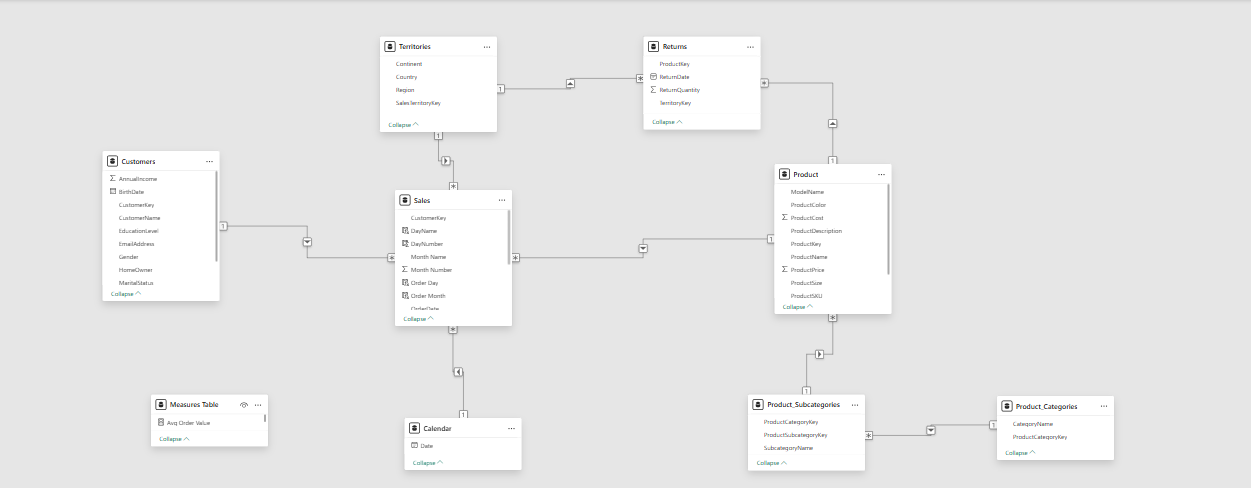 Territories
Continent
Country
Region
SalesTerritoryKey
Collapse
Returns
ProductKey
ReturnDate
ReturnQuantity
TerritoryKey
Collapse
1
*
*
1
1
*
Customers
AnnualIncome
BirthDate
CustomerKey
CustomerName
EducationLevel
EmailAddress
Gender
HomeOwner
MaritalStatus
Collapse
1
*
Sales
CustomerKey
DayName
DayNumber
Month Name
Month Number
Order Day
Order Month
OrderDate
Collapse
*
1
Product
ModelName
ProductColor
ProductCost
ProductDescription
ProductKey
ProductName
ProductPrice
ProductSize
ProductSKU
Collapse
*
1
*
1
Measures Table
Avg Order Value
Collapse
Calendar
Date
Collapse
Product_Subcategories
ProductCategoryKey
ProductSubcategoryKey
SubcategoryName
Collapse
*
1
Product_Categories
CategoryName
ProductCategoryKey
Collapse